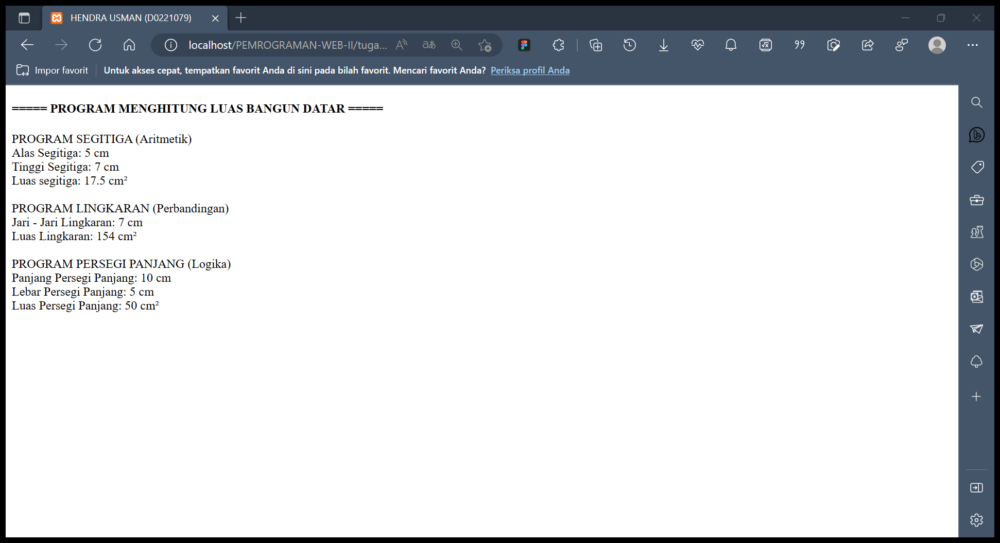 HENDRA USMAN (D0221079)
localhost/PEMROGRAMAN-WEB-II/tuga...
Impor favorit
Untuk akses cepat, tempatkan favorit Anda di sini pada bilah favorit. Mencari favorit Anda? Periksa profil Anda
===== PROGRAM MENGHITUNG LUAS BANGUN DATAR =====
PROGRAM SEGITIGA (Aritmetik)
Alas Segitiga: 5 cm
Tinggi Segitiga: 7 cm
Luas segitiga: 17.5 cm²
PROGRAM LINGKARAN (Perbandingan)
Jari - Jari Lingkaran: 7 cm
Luas Lingkaran: 154 cm²
PROGRAM PERSEGI PANJANG (Logika)
Panjang Persegi Panjang: 10 cm
Lebar Persegi Panjang: 5 cm
Luas Persegi Panjang: 50 cm²